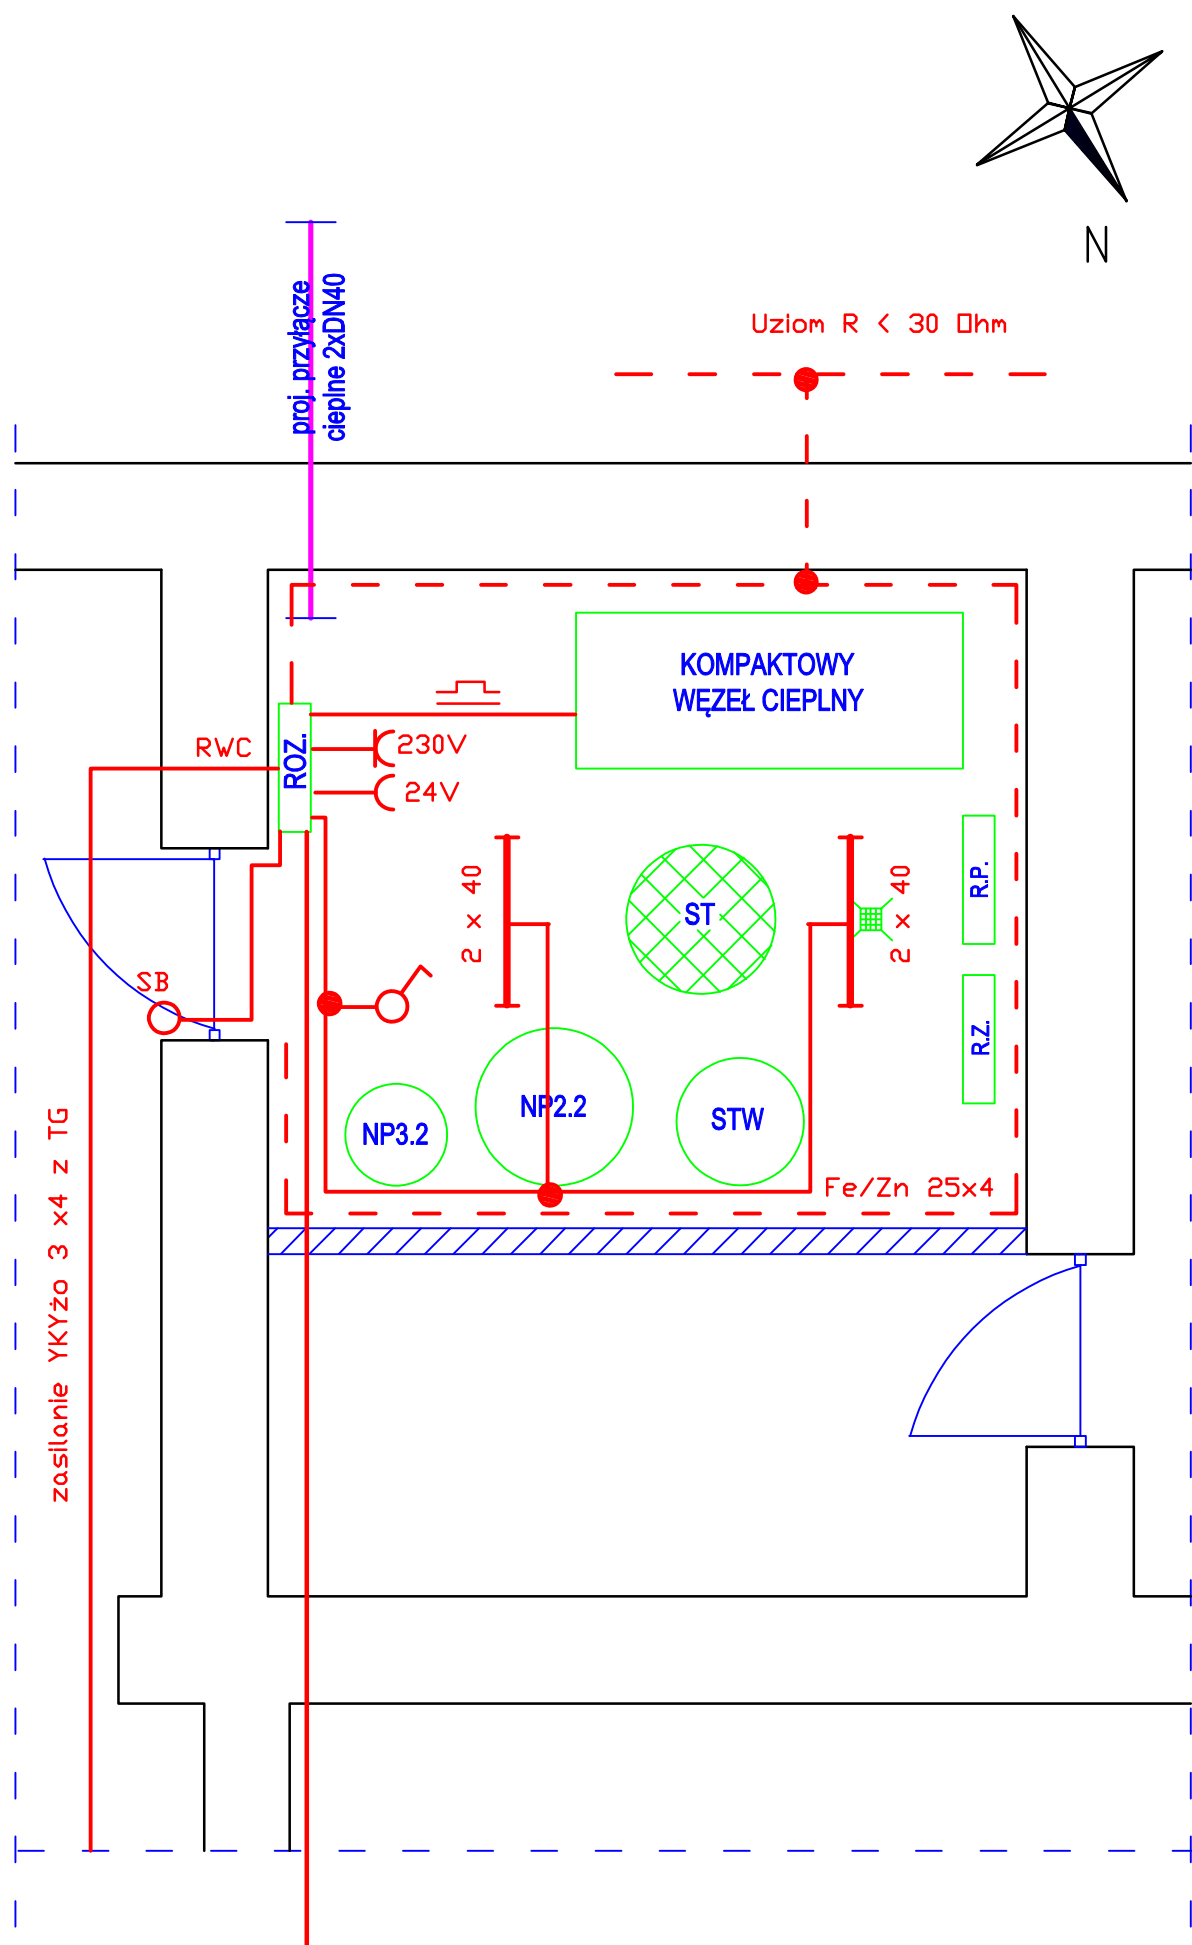 N
Uziom R < 30 Ohm
proj. przyłącze
cieplne 2xDN40
KOMPAKTOWY
WĘZEŁ CIEPLNY
RWC
ROZ.
230V
24V
2 x 40
ST
2 x 40
R.P.
SB
R.Z.
NP3.2
NP2.2
STW
Fe/Zn 25x4
zasilanie YKYżo 3 x4 z TG